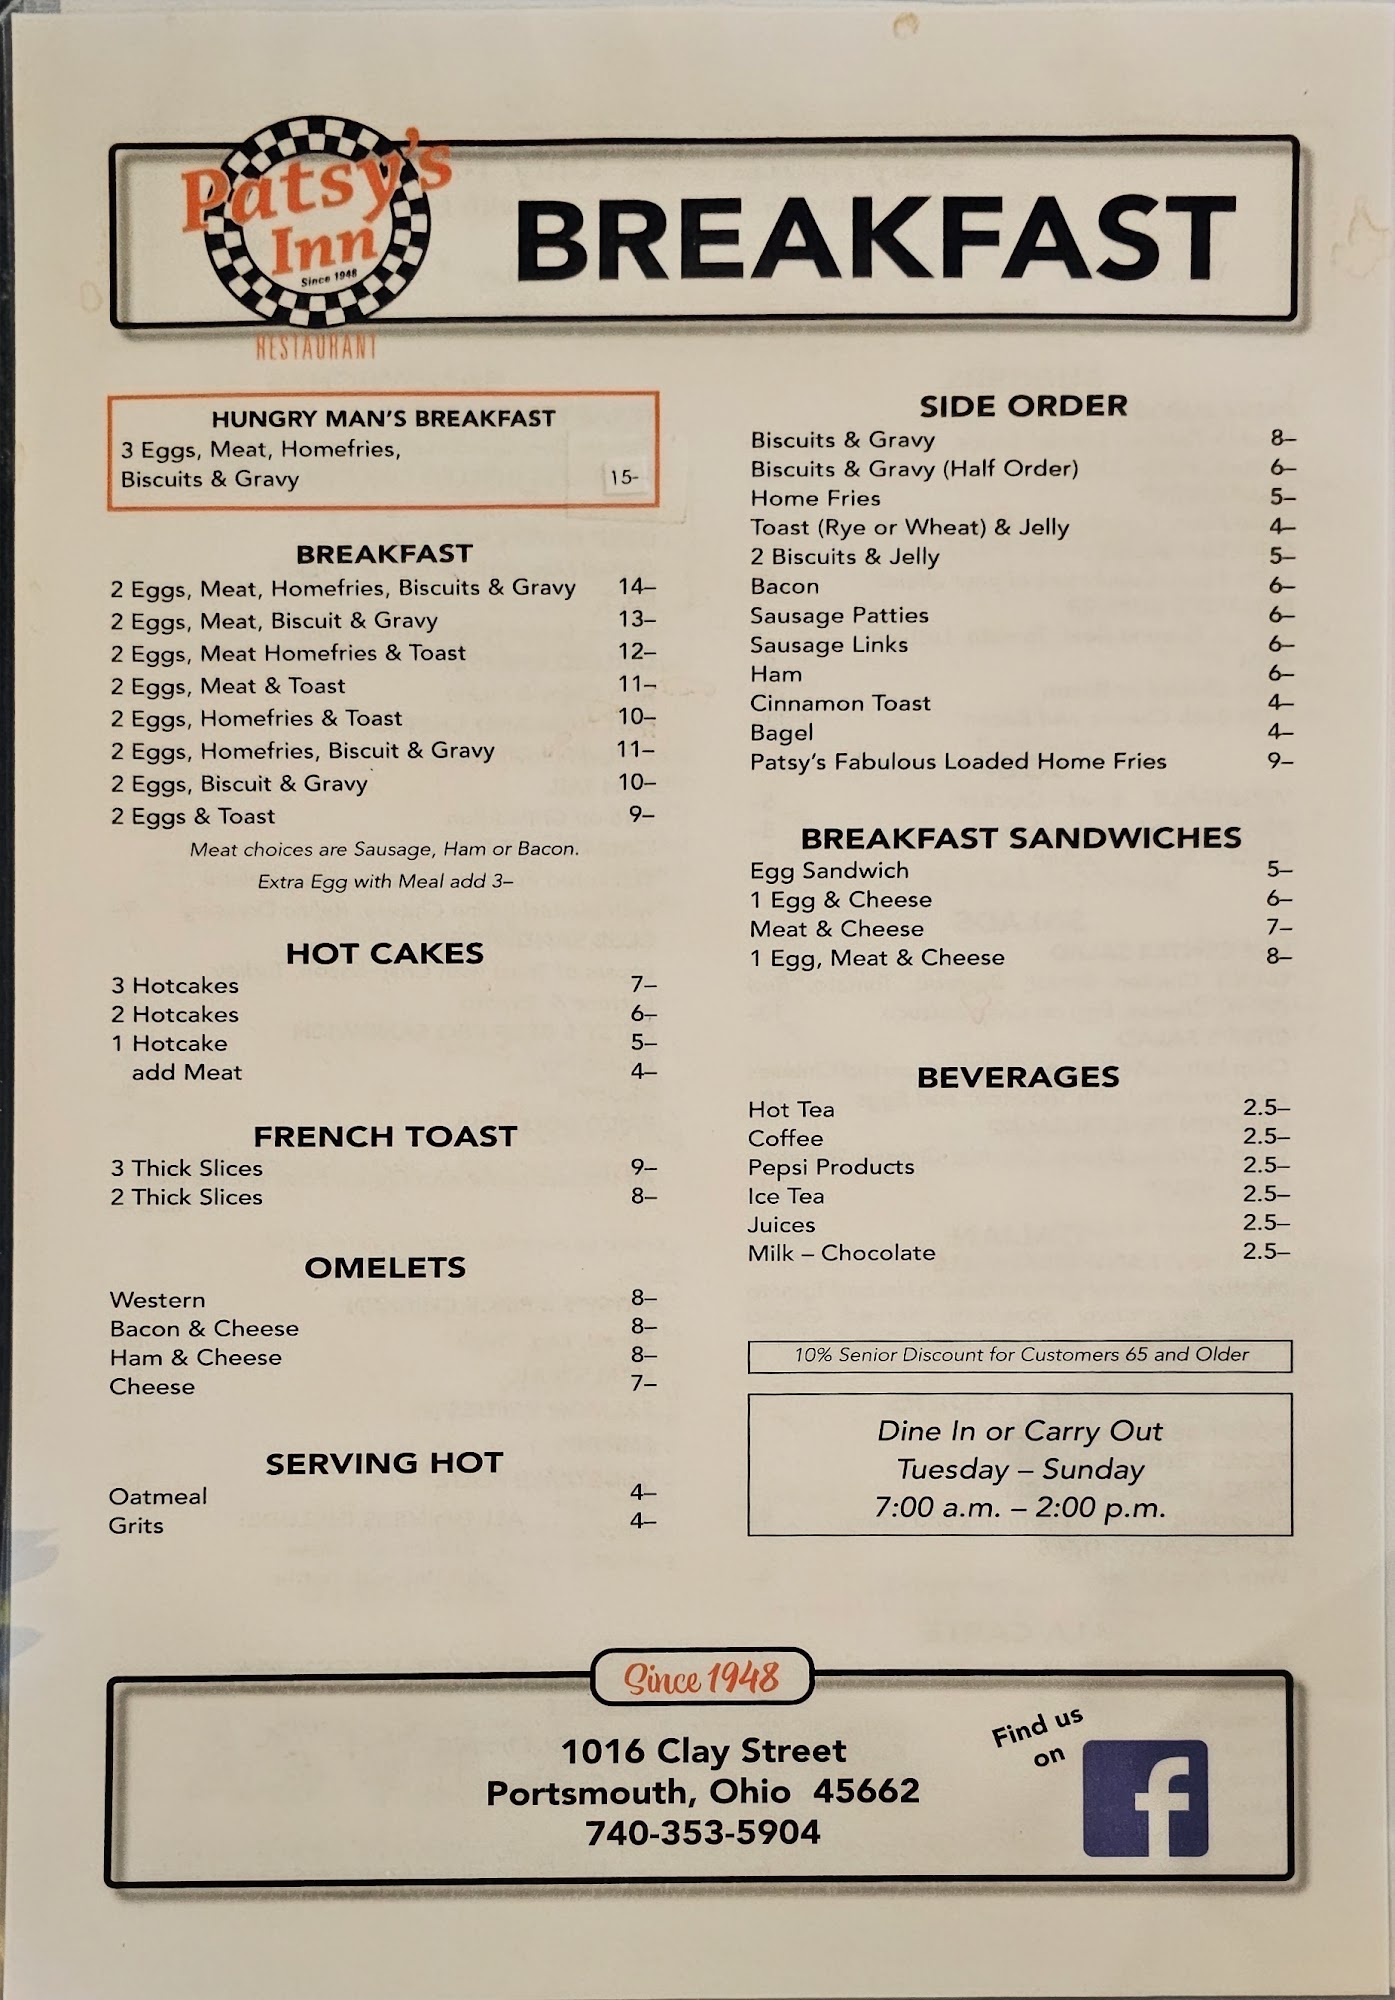 Patsy's
Inn
Since 1948
RESTAURANT
BREAKFAST
HUNGRY MAN'S BREAKFAST
3 Eggs, Meat, Homefries,
Biscuits & Gravy 15-
BREAKFAST
2 Eggs, Meat, Homefries, Biscuits & Gravy 14–
2 Eggs, Meat, Biscuit & Gravy 13–
2 Eggs, Meat Homefries & Toast 12–
2 Eggs, Meat & Toast 11–
2 Eggs, Homefries & Toast 10–
2 Eggs, Homefries, Biscuit & Gravy 11–
2 Eggs, Biscuit & Gravy 10–
2 Eggs & Toast 9–
Meat choices are Sausage, Ham or Bacon.
Extra Egg with Meal add 3–
HOT CAKES
3 Hotcakes 7–
2 Hotcakes 6–
1 Hotcake 5–
add Meat 4–
FRENCH TOAST
3 Thick Slices 9–
2 Thick Slices 8–
OMELETS
Western 8–
Bacon & Cheese 8–
Ham & Cheese 8–
Cheese 7–
SERVING HOT
Oatmeal 4–
Grits 4–
SIDE ORDER
Biscuits & Gravy 8–
Biscuits & Gravy (Half Order) 6–
Home Fries 5–
Toast (Rye or Wheat) & Jelly 4–
2 Biscuits & Jelly 5–
Bacon 6–
Sausage Patties 6–
Sausage Links 6–
Ham 6–
Cinnamon Toast 4–
Bagel 4–
Patsy's Fabulous Loaded Home Fries 9–
BREAKFAST SANDWICHES
Egg Sandwich 5–
1 Egg & Cheese 6–
Meat & Cheese 7–
1 Egg, Meat & Cheese 8–
BEVERAGES
Hot Tea 2.5–
Coffee 2.5–
Pepsi Products 2.5–
Ice Tea 2.5–
Juices 2.5–
Milk – Chocolate 2.5–
10% Senior Discount for Customers 65 and Older
Dine In or Carry Out
Tuesday – Sunday
7:00 a.m. – 2:00 p.m.
Since 1948
1016 Clay Street
Portsmouth, Ohio 45662
740-353-5904
Find us
on
f